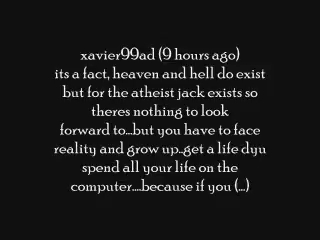 xavier99ad (9 hours ago)
its a fact, heaven and hell do exist
but for the atheist jack exists so
theres nothing to look
forward to...but you have to face
reality and grow up..get a life dyu
spend all your life on the
computer....because if you (...)